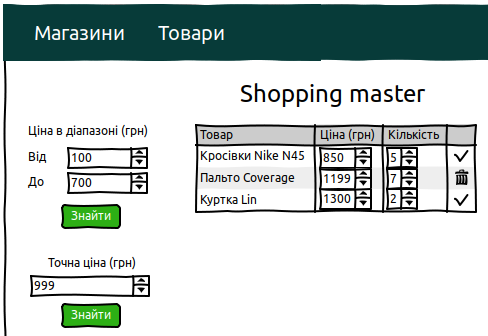 Магазини Товари
Shopping master
Ціна в діапазоні (грн)
Від 100
До 700
Знайти
Точна ціна (грн)
999
Знайти
Товар Ціна (грн) Кількість
Кросівки Nike N45 850 5
Пальто Coverage 1199 7
Куртка Lin 1300 2